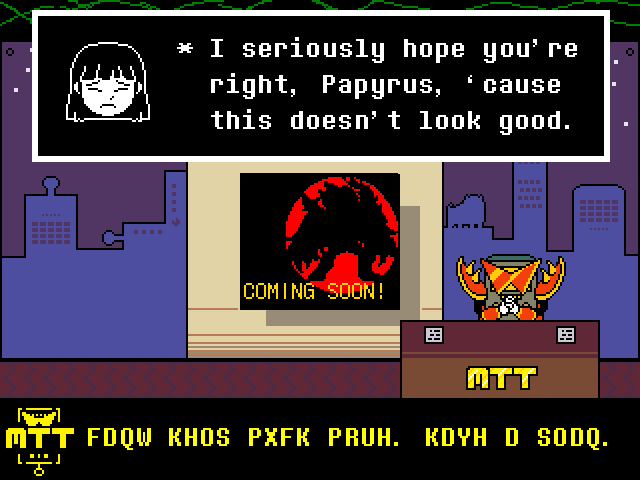 * I seriously hope you're
right, Papyrus, 'cause
this doesn't look good.
COMING SOON!
MTT
MTT FDQW KHOS PXFK PRUH. KDYH D SODQ.